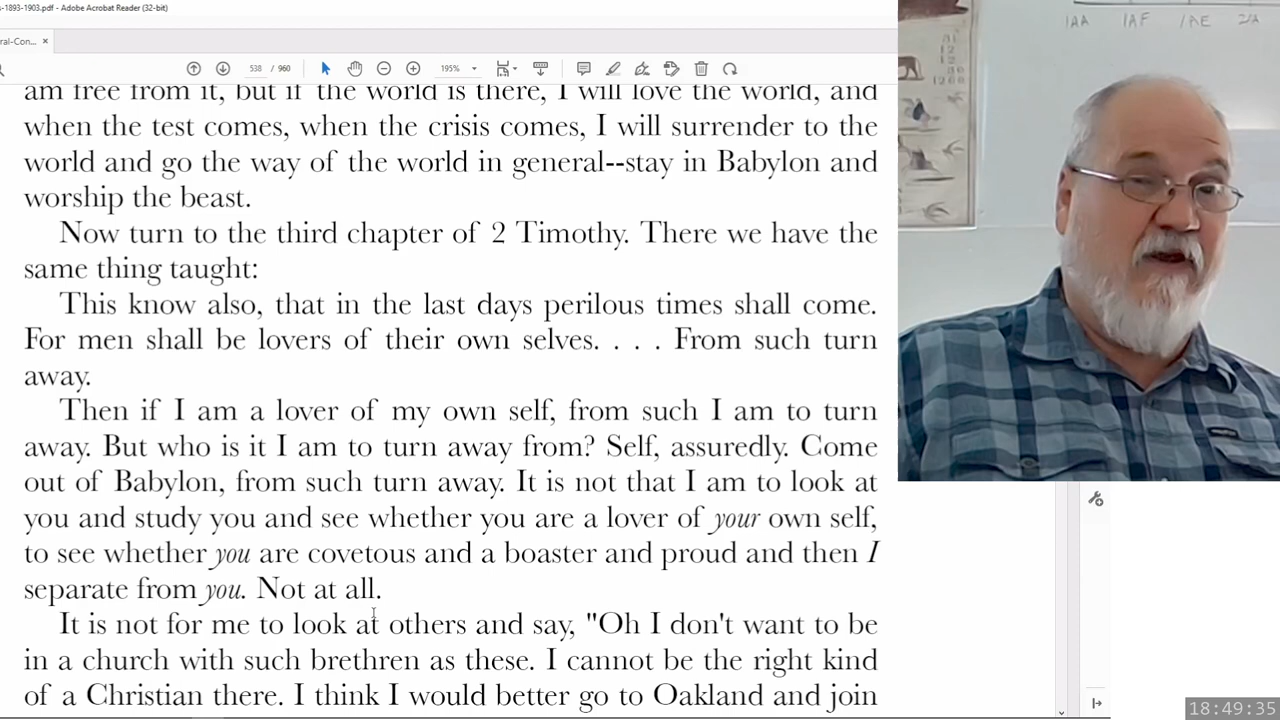 s-1893-1903.pdf - Adobe Acrobat Reader (32-bit)
ral-Con...
538 / 960
195%
am free from it, but if the world is there, I will love the world, and
when the test comes, when the crisis comes, I will surrender to the
world and go the way of the world in general--stay in Babylon and
worship the beast.
Now turn to the third chapter of 2 Timothy. There we have the
same thing taught:
This know also, that in the last days perilous times shall come.
For men shall be lovers of their own selves. . . . From such turn
away.
Then if I am a lover of my own self, from such I am to turn
away. But who is it I am to turn away from? Self, assuredly. Come
out of Babylon, from such turn away. It is not that I am to look at
you and study you and see whether you are a lover of your own self,
to see whether you are covetous and a boaster and proud and then I
separate from you. Not at all.
It is not for me to look at others and say, "Oh I don't want to be
in a church with such brethren as these. I cannot be the right kind
of a Christian there. I think I would better go to Oakland and join
1AA 1AF 1AE
12
1260
18:49:35